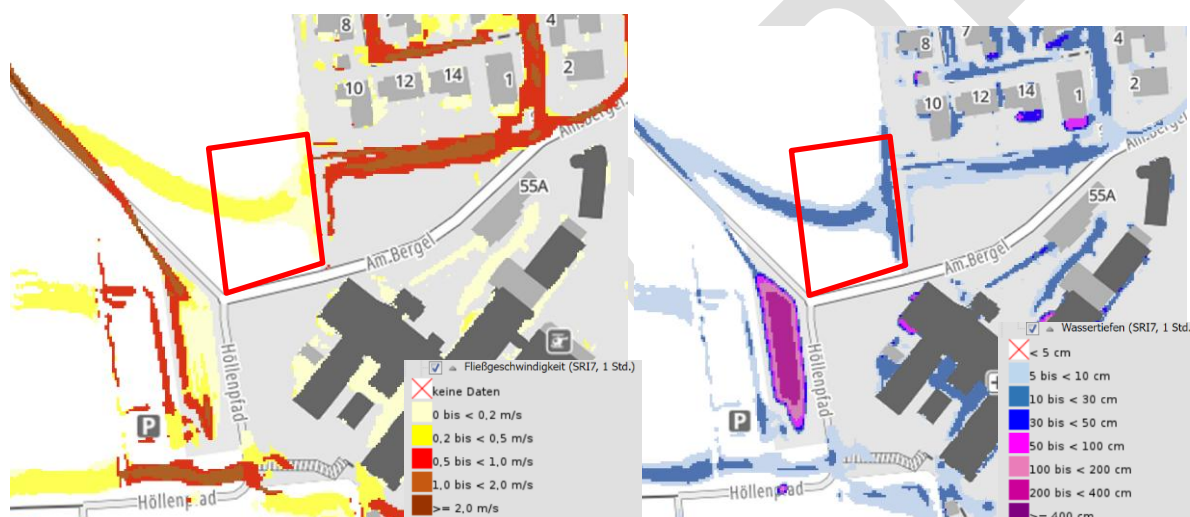 8
4
10
12
14
1
2
55A
Am.Bergel
Am.Bergel
Höllenpfad
P
Fließgeschwindigkeit (SRI7, 1 Std.)
keine Daten
0 bis < 0,2 m/s
0,2 bis < 0,5 m/s
0,5 bis < 1,0 m/s
1,0 bis < 2,0 m/s
>= 2,0 m/s
8
7
4
10
12
14
1
2
55A
Am.Bergel
Höllenpfad
P
Wassertiefen (SRI7, 1 Std.
< 5 cm
5 bis < 10 cm
10 bis < 30 cm
30 bis < 50 cm
50 bis < 100 cm
100 bis < 200 cm
200 bis < 400 cm
>= 400 cm